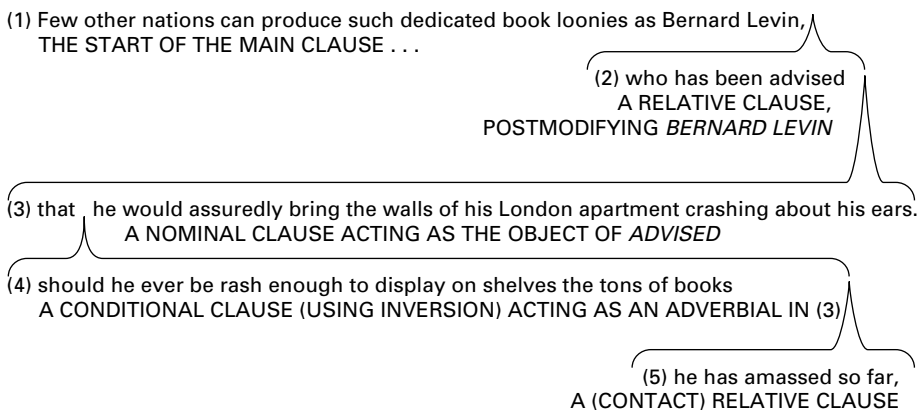 (1) Few other nations can produce such dedicated book loonies as Bernard Levin,
THE START OF THE MAIN CLAUSE . . .
(2) who has been advised
A RELATIVE CLAUSE,
POSTMODIFYING BERNARD LEVIN
(3) that he would assuredly bring the walls of his London apartment crashing about his ears.
A NOMINAL CLAUSE ACTING AS THE OBJECT OF ADVISED
(4) should he ever be rash enough to display on shelves the tons of books
A CONDITIONAL CLAUSE (USING INVERSION) ACTING AS AN ADVERBIAL IN (3)
(5) he has amassed so far,
A (CONTACT) RELATIVE CLAUSE